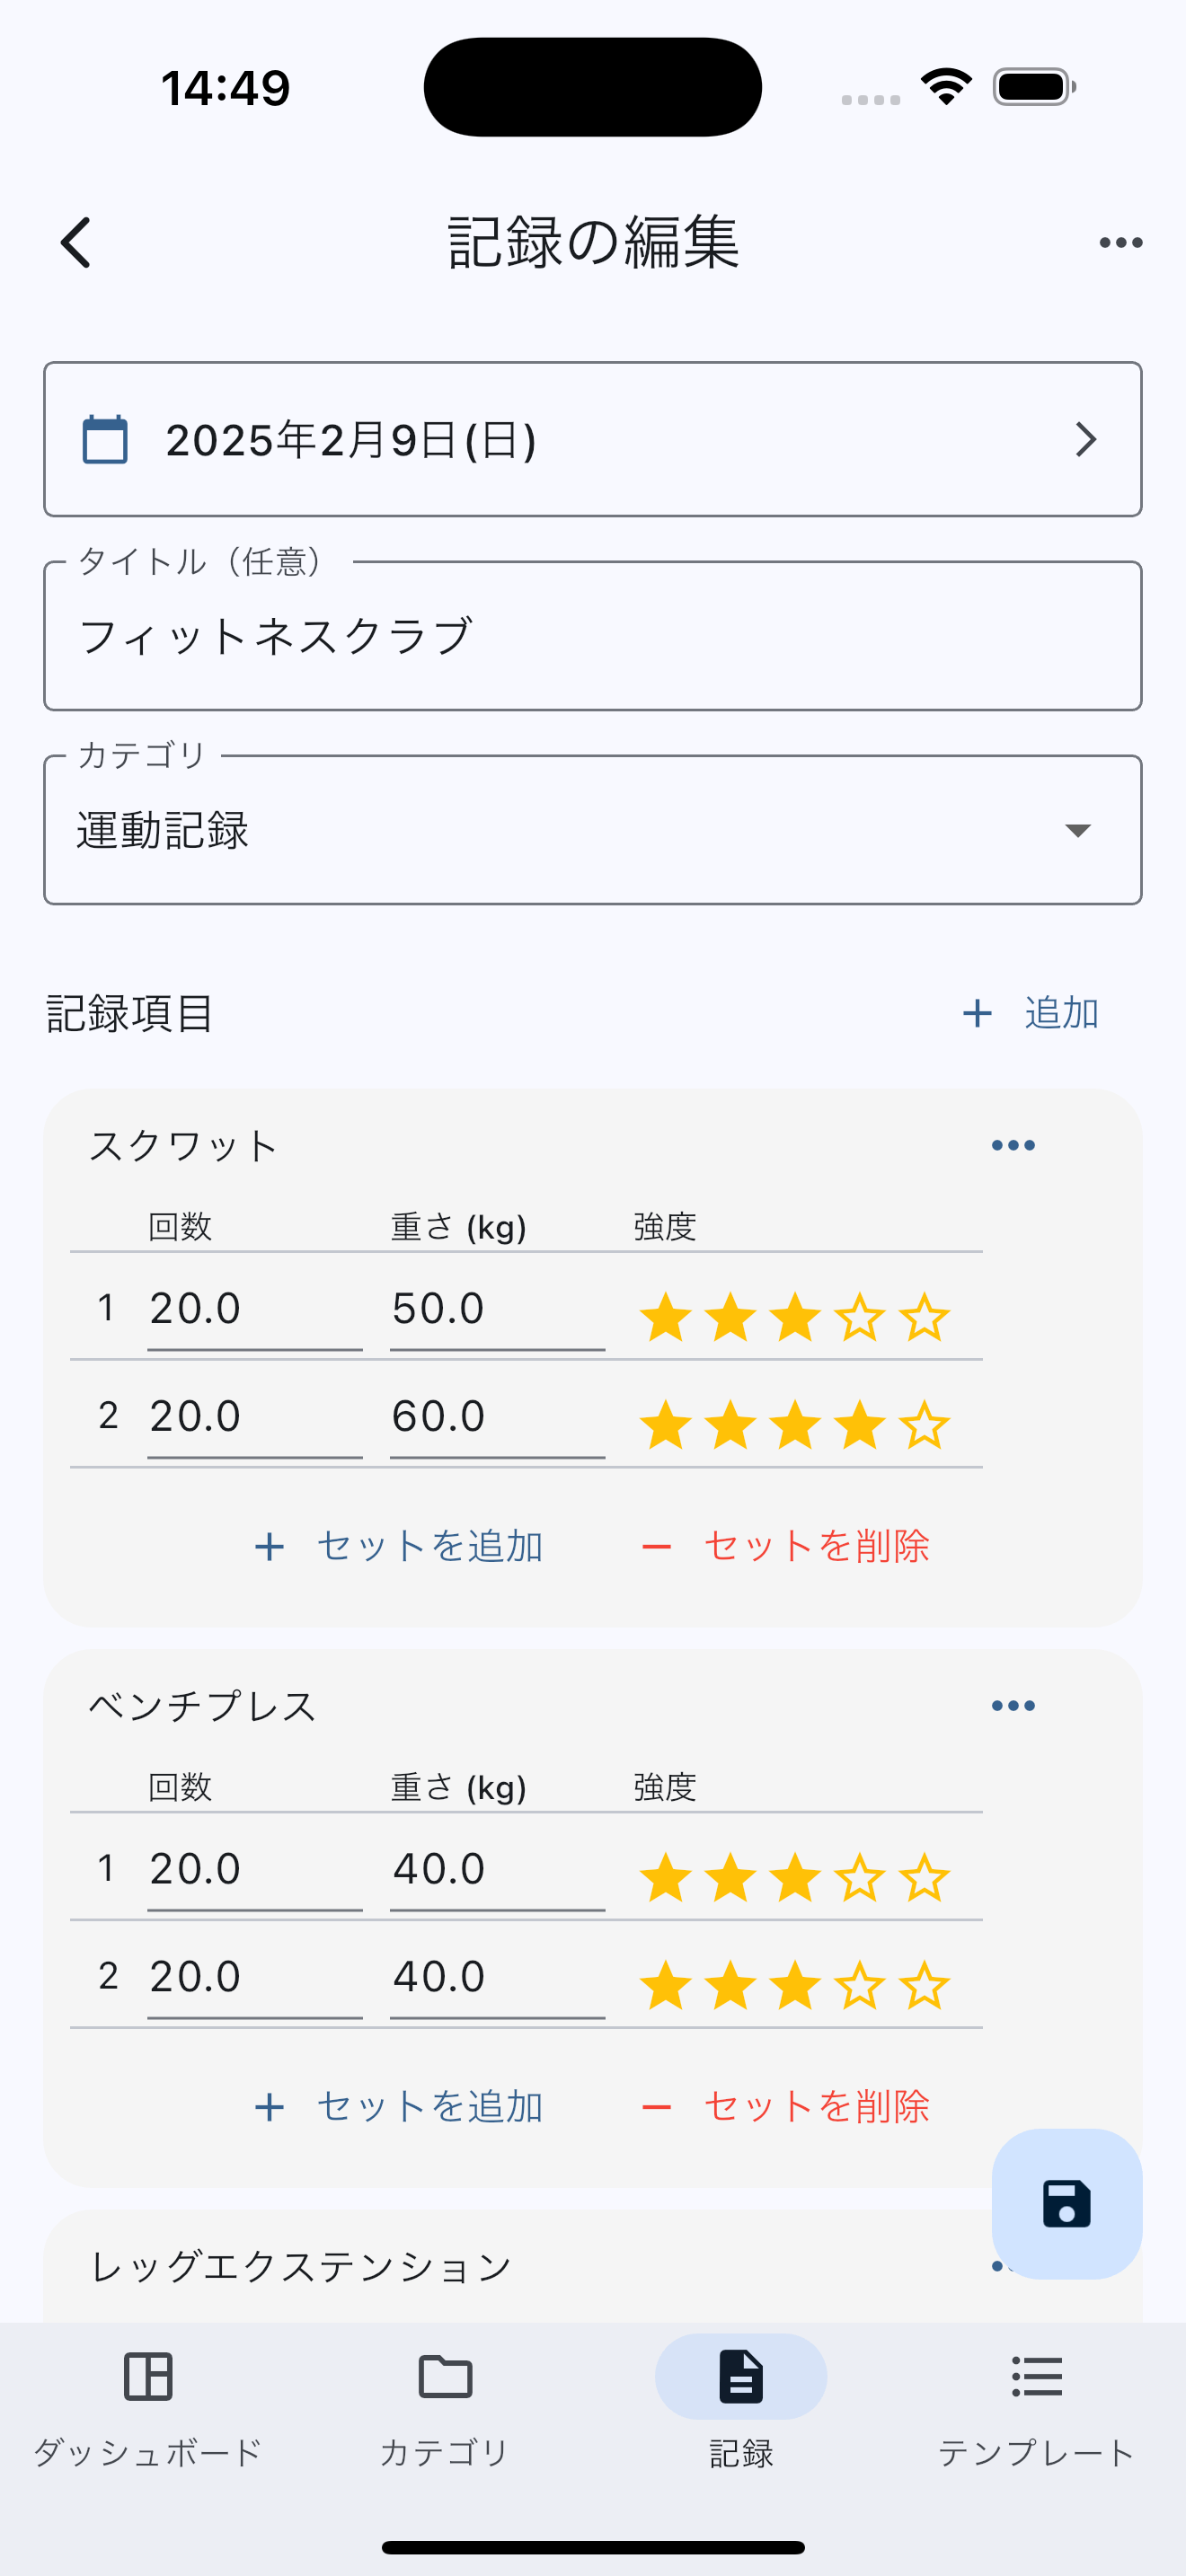 14:49
記録の編集
2025年2月9日(日)
タイトル（任意）
フィットネスクラブ
カテゴリ
運動記録
記録項目
+ 追加
スクワット
回数 重さ (kg) 強度
1 20.0 50.0
2 20.0 60.0
+ セットを追加 − セットを削除
ベンチプレス
回数 重さ (kg) 強度
1 20.0 40.0
2 20.0 40.0
+ セットを追加 − セットを削除
レッグエクステンション
ダッシュボード カテゴリ 記録 テンプレート